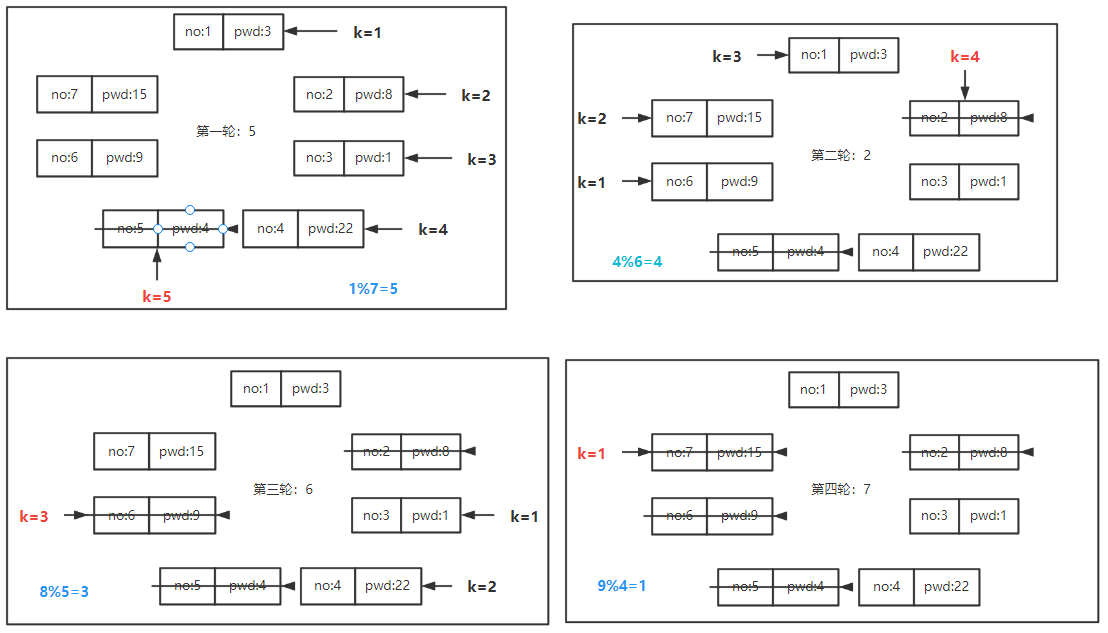 no:1 pwd:3 k=1
no:7 pwd:15
no:2 pwd:8 k=2
第一轮：5
no:6 pwd:9
no:3 pwd:1 k=3
no:5 pwd:4
no:4 pwd:22 k=4
k=5
1%7=5
k=3 no:1 pwd:3
k=4
k=2 no:7 pwd:15
no:2 pwd:8
第二轮：2
k=1 no:6 pwd:9
no:3 pwd:1
no:5 pwd:4
no:4 pwd:22
4%6=4
no:1 pwd:3
no:7 pwd:15
no:2 pwd:8
第三轮：6
k=3 no:6 pwd:9
no:3 pwd:1 k=1
no:5 pwd:4
no:4 pwd:22 k=2
8%5=3
no:1 pwd:3
k=1 no:7 pwd:15
no:2 pwd:8
第四轮：7
no:6 pwd:9
no:3 pwd:1
no:5 pwd:4
no:4 pwd:22
9%4=1